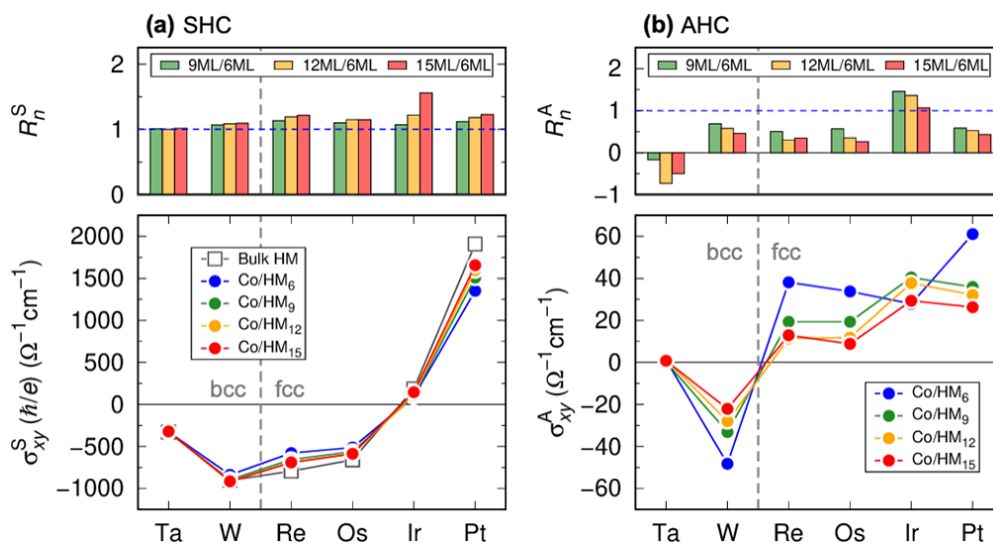 (a) SHC
2
1
0
R_n^S
9ML/6ML 12ML/6ML 15ML/6ML
2000
1500
1000
500
0
−500
−1000
σ_xy^S (ℏ/e) (Ω⁻¹cm⁻¹)
Bulk HM
Co/HM₆
Co/HM₉
Co/HM₁₂
Co/HM₁₅
bcc fcc
Ta W Re Os Ir Pt
(b) AHC
2
1
0
−1
R_n^A
9ML/6ML 12ML/6ML 15ML/6ML
60
40
20
0
−20
−40
−60
σ_xy^A (Ω⁻¹cm⁻¹)
bcc fcc
Co/HM₆
Co/HM₉
Co/HM₁₂
Co/HM₁₅
Ta W Re Os Ir Pt